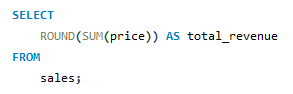 SELECT
ROUND(SUM(price)) AS total_revenue
FROM
sales;